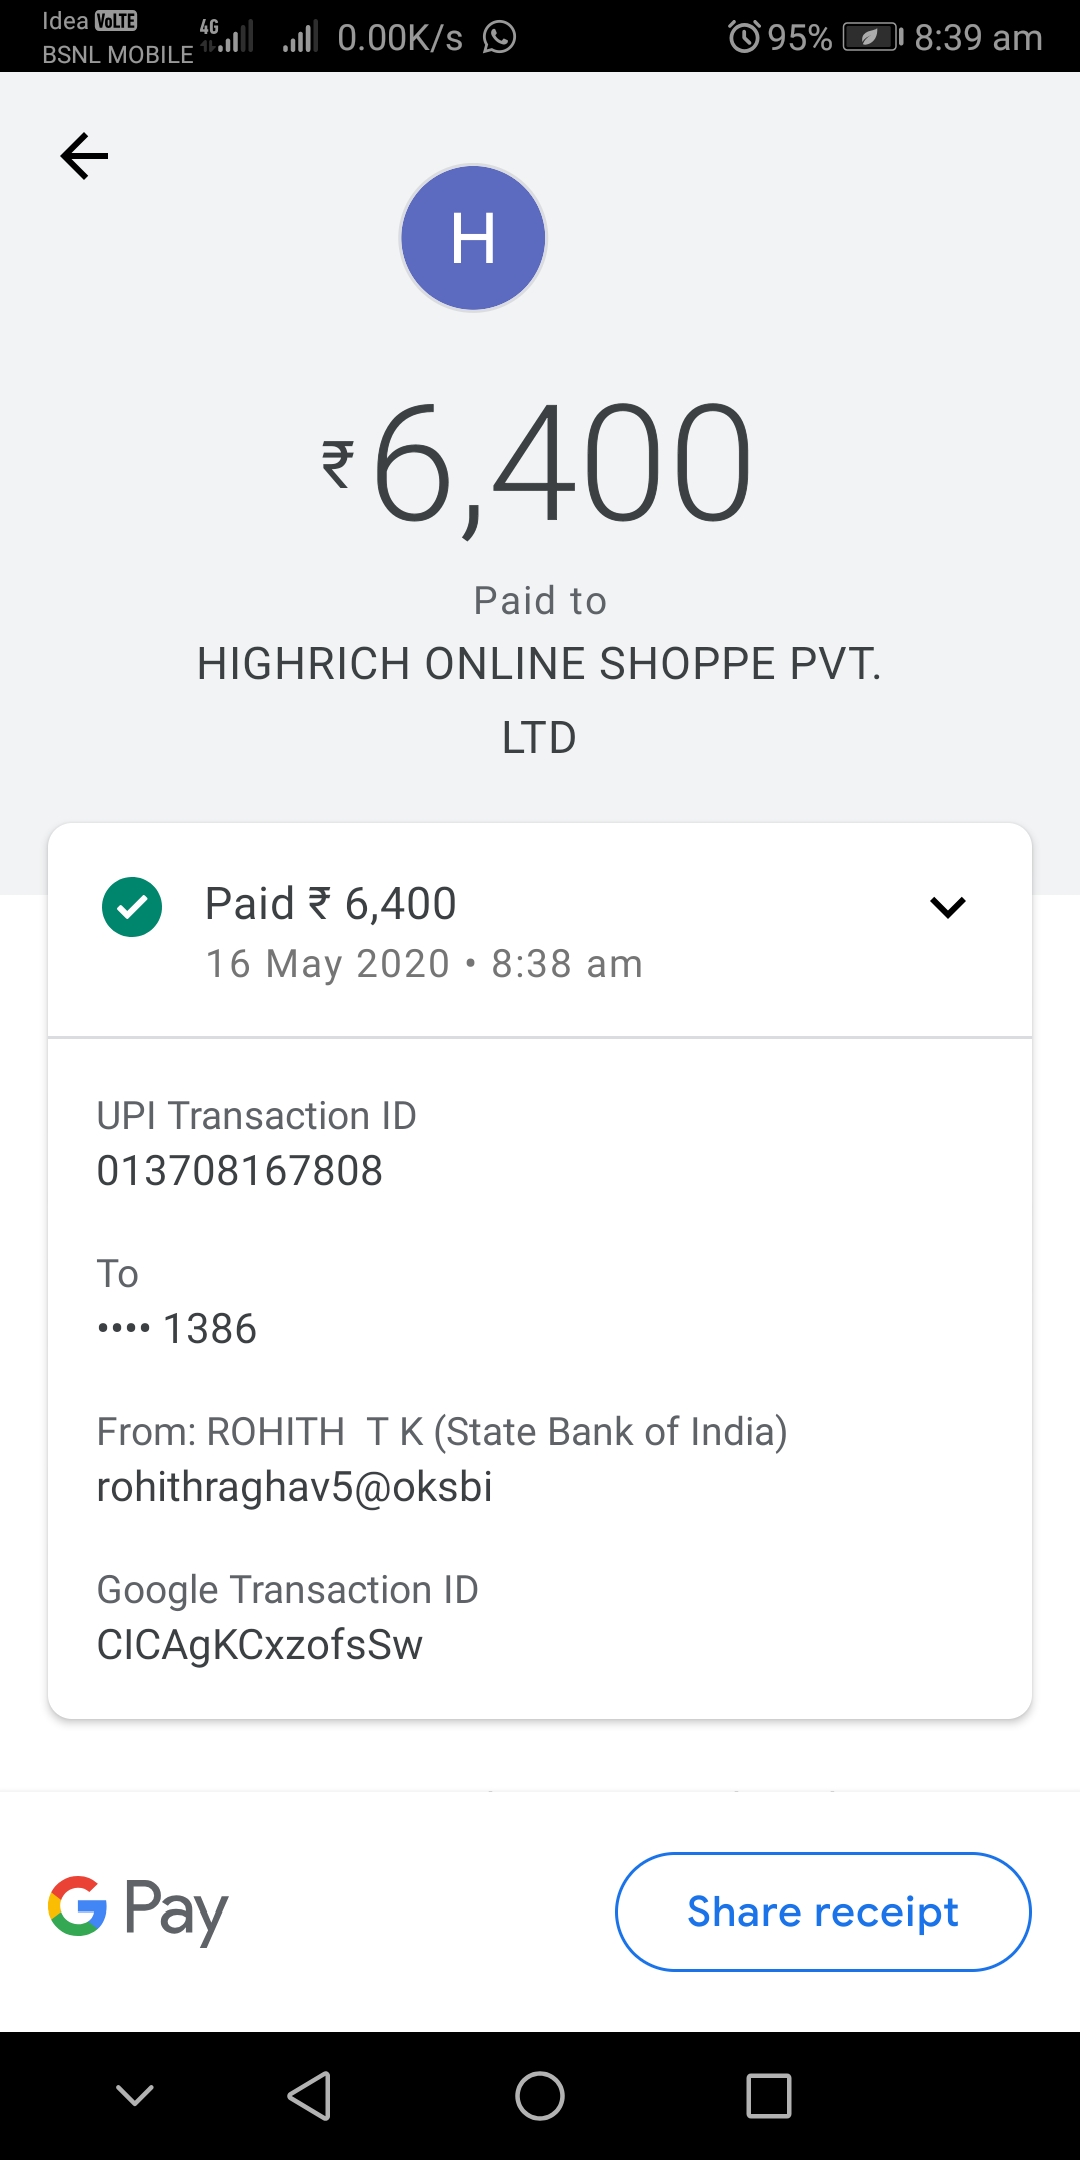 Idea VoLTE
BSNL MOBILE 4G 0.00K/s 95% 8:39 am
H
₹6,400
Paid to
HIGHRICH ONLINE SHOPPE PVT.
LTD
Paid ₹ 6,400
16 May 2020 • 8:38 am
UPI Transaction ID
013708167808
To
•••• 1386
From: ROHITH  T K (State Bank of India)
rohithraghav5@oksbi
Google Transaction ID
CICAgKCxzofsSw
G Pay
Share receipt